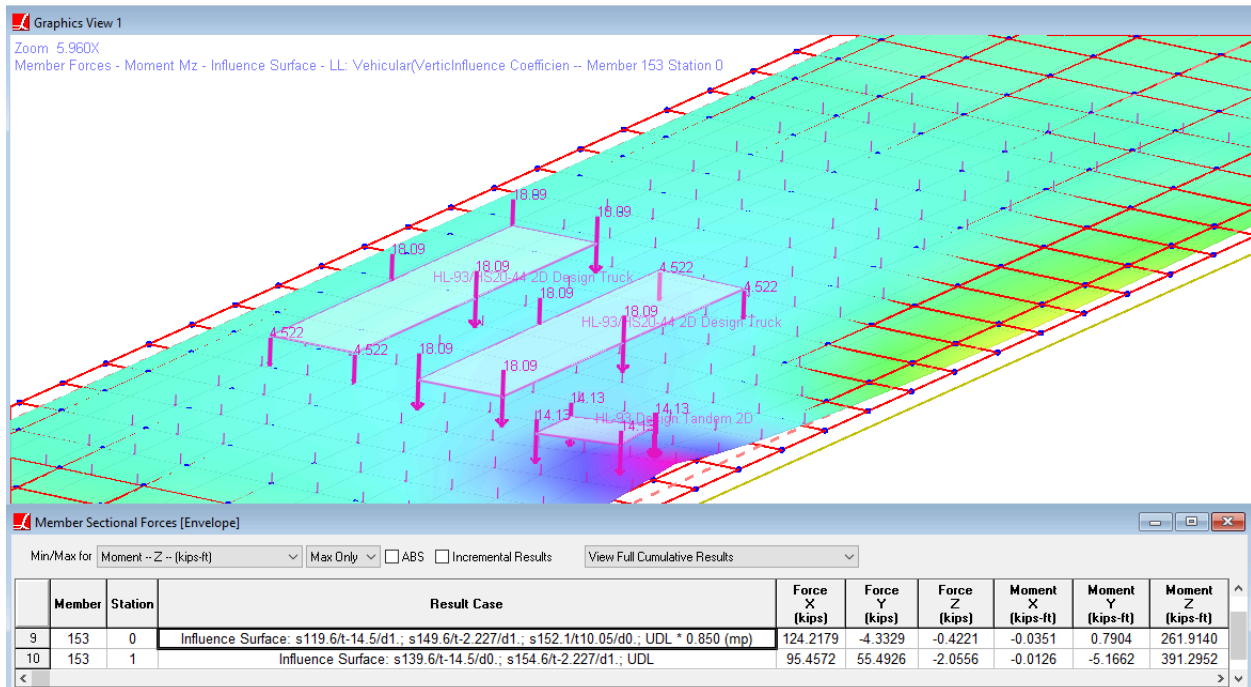 Graphics View 1
Zoom 5.960X
Member Forces - Moment Mz - Influence Surface - LL: Vehicular(VerticInfluence Coefficien -- Member 153 Station 0
18.09
18.09
18.09
18.09
HL-93/HS20-44 2D Design Truck
4.522
18.09
4.522
18.09
HL-93/HS20-44 2D Design Truck
4.522
4.522
18.09
18.09
14.13
14.13
14.13
HL-93 Design Tandem 2D
14.13
Member Sectional Forces [Envelope]
Min/Max for Moment -- Z -- (kips-ft) Max Only ABS Incremental Results View Full Cumulative Results
Member Station Result Case Force X (kips) Force Y (kips) Force Z (kips) Moment X (kips-ft) Moment Y (kips-ft) Moment Z (kips-ft)
9 153 0 Influence Surface: s119.6/t-14.5/d1.; s149.6/t-2.227/d1.; s152.1/t10.05/d0.; UDL * 0.850 (mp) 124.2179 -4.3329 -0.4221 -0.0351 0.7904 261.9140
10 153 1 Influence Surface: s139.6/t-14.5/d0.; s154.6/t-2.227/d1.; UDL 95.4572 55.4926 -2.0556 -0.0126 -5.1662 391.2952